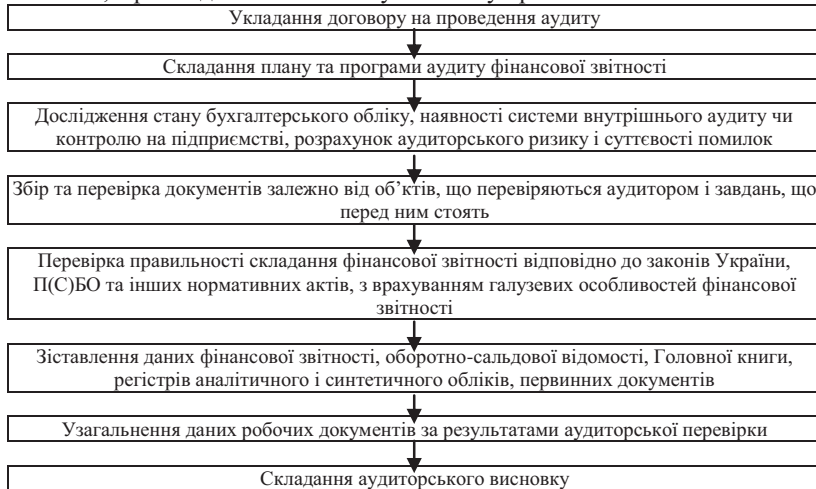 Укладання договору на проведення аудиту
Складання плану та програми аудиту фінансової звітності
Дослідження стану бухгалтерського обліку, наявності системи внутрішнього аудиту чи
контролю на підприємстві, розрахунок аудиторського ризику і суттєвості помилок
Збір та перевірка документів залежно від об’єктів, що перевіряються аудитором і завдань, що
перед ним стоять
Перевірка правильності складання фінансової звітності відповідно до законів України,
П(С)БО та інших нормативних актів, з врахуванням галузевих особливостей фінансової
звітності
Зіставлення даних фінансової звітності, оборотно-сальдової відомості, Головної книги,
регістрів аналітичного і синтетичного обліків, первинних документів
Узагальнення даних робочих документів за результатами аудиторської перевірки
Складання аудиторського висновку